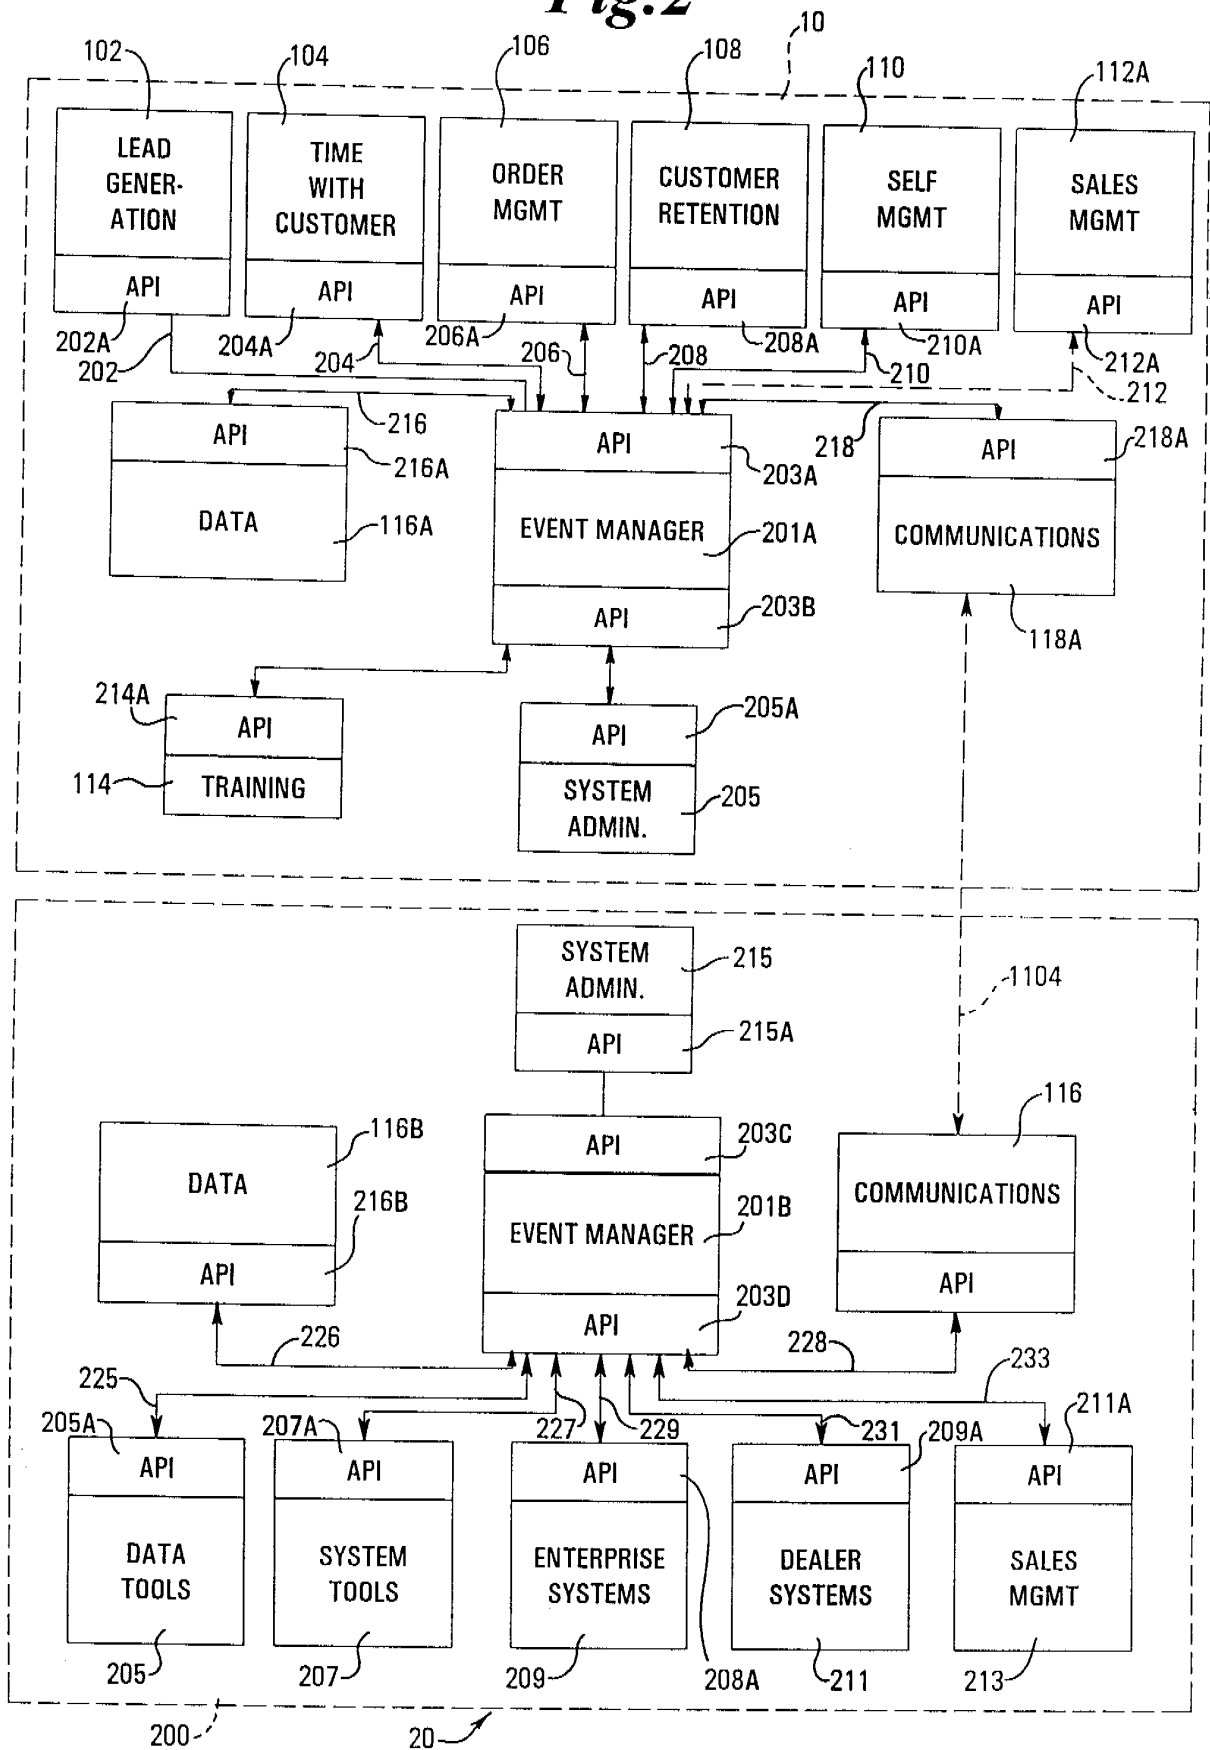 Fig.2
10
102
104
106
108
110
112A
LEAD
GENER-
ATION
TIME
WITH
CUSTOMER
ORDER
MGMT
CUSTOMER
RETENTION
SELF
MGMT
SALES
MGMT
API
API
API
API
API
API
202A
204A
206A
208A
210A
212A
202
204
206
208
210
212
216
218
API
216A
DATA
116A
API
203A
EVENT MANAGER
201A
API
203B
API
218A
COMMUNICATIONS
118A
214A
API
114
TRAINING
API
205A
SYSTEM
ADMIN.
205
SYSTEM
ADMIN.
215
API
215A
1104
DATA
116B
API
216B
API
203C
EVENT MANAGER
201B
API
203D
116
COMMUNICATIONS
API
226
228
225
227
229
231
233
205A
207A
209A
211A
API
API
API
API
API
DATA
TOOLS
SYSTEM
TOOLS
ENTERPRISE
SYSTEMS
DEALER
SYSTEMS
SALES
MGMT
205
207
209
208A
211
213
200
20